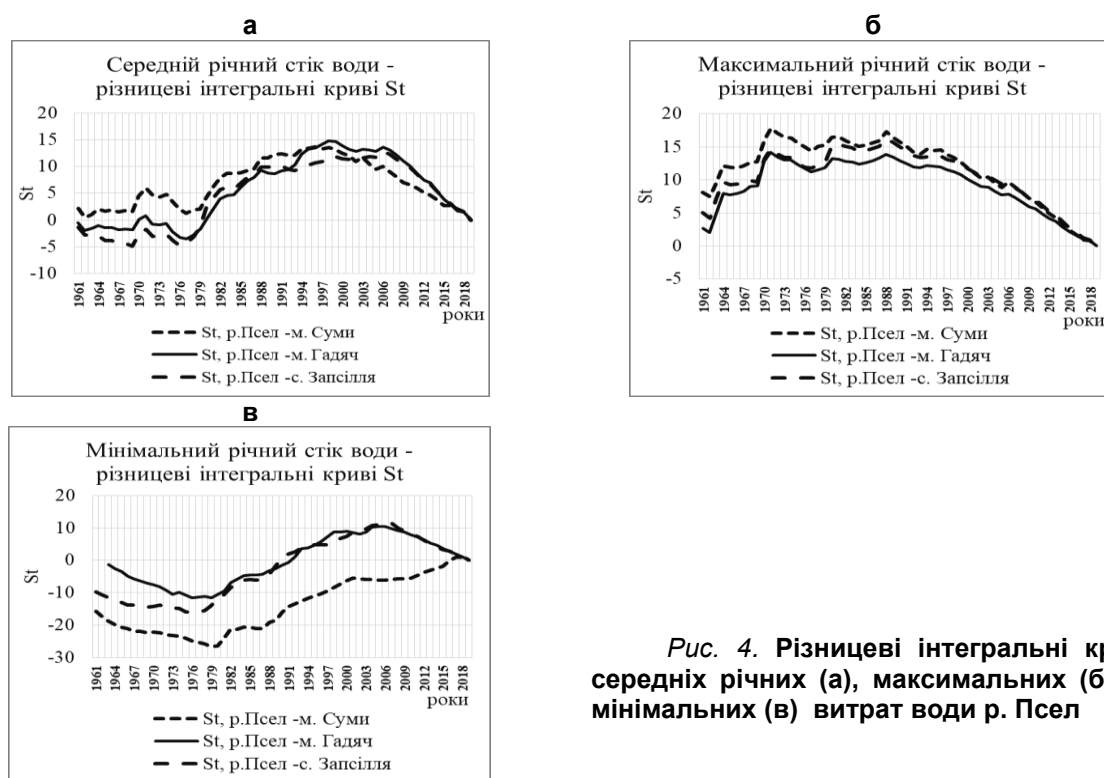 а
Середній річний стік води -
різницеві інтегральні криві St
20
15
10
5
0
-5
-10
St
1961
1964
1967
1970
1973
1976
1979
1982
1985
1988
1991
1994
1997
2000
2003
2006
2009
2012
2015
2018
роки
St, р.Псел -м. Суми
St, р.Псел -м. Гадяч
St, р.Псел -с. Запсілля
б
Максимальний річний стік води -
різницеві інтегральні криві St
20
15
10
5
0
-5
St
1961
1964
1967
1970
1973
1976
1979
1982
1985
1988
1991
1994
1997
2000
2003
2006
2009
2012
2015
2018
роки
St, р.Псел -м. Суми
St, р.Псел -м. Гадяч
St, р.Псел -с. Запсілля
в
Мінімальний річний стік води -
різницеві інтегральні криві St
20
10
0
-10
-20
-30
St
1961
1964
1967
1970
1973
1976
1979
1982
1985
1988
1991
1994
1997
2000
2003
2006
2009
2012
2015
2018
роки
St, р.Псел -м. Суми
St, р.Псел -м. Гадяч
St, р.Псел -с. Запсілля
Рис. 4. Різницеві інтегральні кр
середніх річних (а), максимальних (б
мінімальних (в) витрат води р. Псел